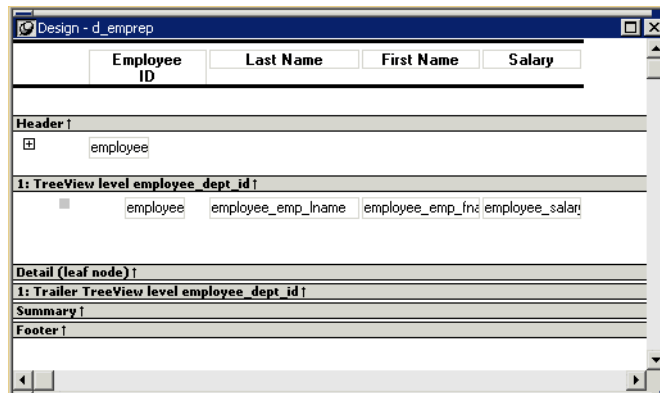 Design - d_emprep
Employee ID Last Name First Name Salary
Header ↑
employee
1: TreeView level employee_dept_id ↑
employee employee_emp_lname employee_emp_fna employee_salar
Detail (leaf node) ↑
1: Trailer TreeView level employee_dept_id ↑
Summary ↑
Footer ↑